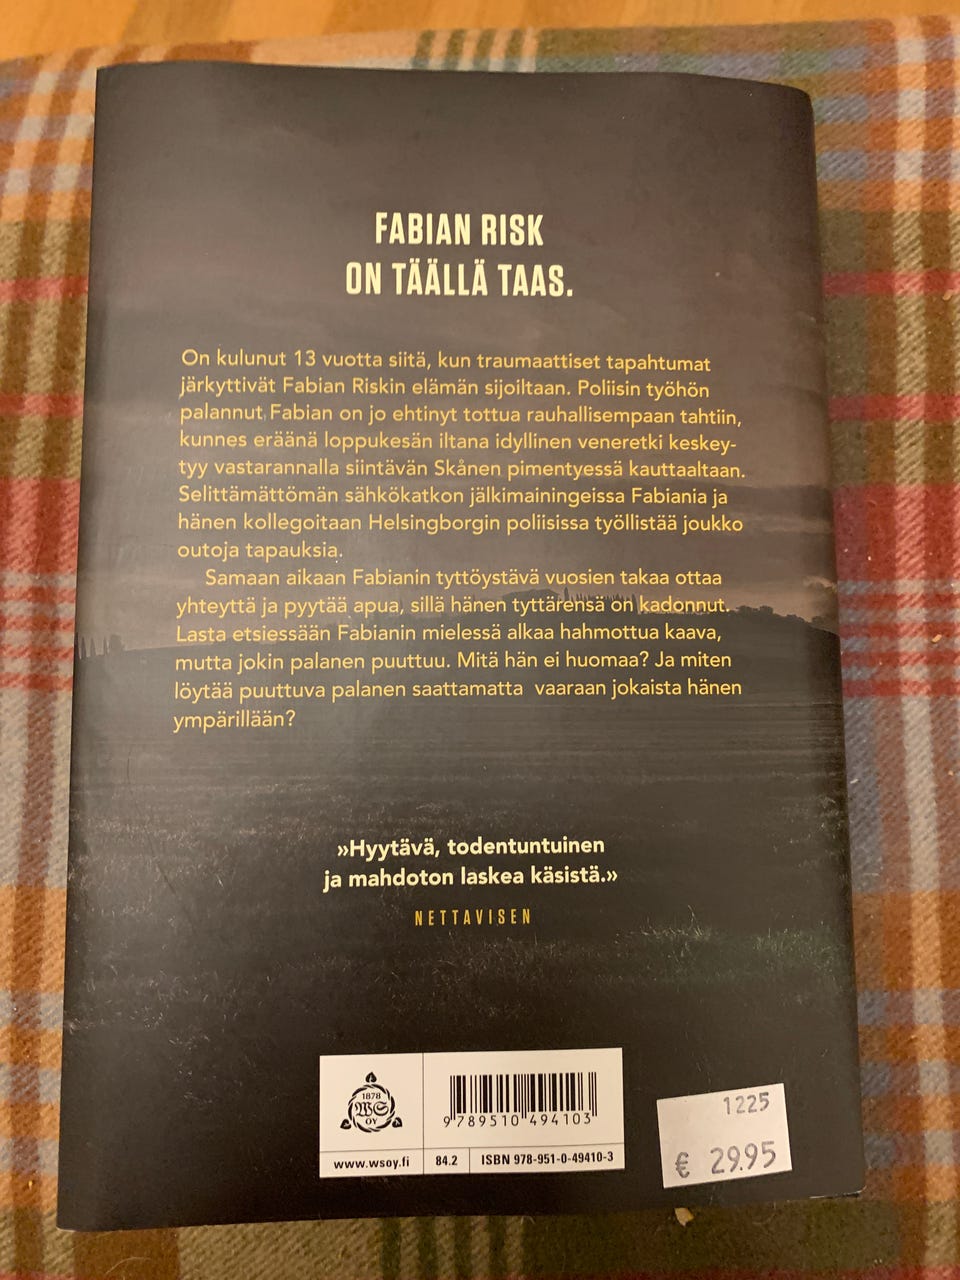 FABIAN RISK
ON TÄÄLLÄ TAAS.
On kulunut 13 vuotta siitä, kun traumaattiset tapahtumat
järkyttivät Fabian Riskin elämän sijoiltaan. Poliisin työhön
palannut Fabian on jo ehtinyt tottua rauhallisempaan tahtiin,
kunnes eräänä loppukesän iltana idyllinen veneretki keskey-
tyy vastarannalla siintävän Skånen pimentyessä kauttaaltaan.
Selittämättömän sähkökatkon jälkimainingeissa Fabiania ja
hänen kollegoitaan Helsingborgin poliisissa työllistää joukko
outoja tapauksia.
Samaan aikaan Fabianin tyttöystävä vuosien takaa ottaa
yhteyttä ja pyytää apua, sillä hänen tyttärensä on kadonnut.
Lasta etsiessään Fabianin mielessä alkaa hahmottua kaava,
mutta jokin palanen puuttuu. Mitä hän ei huomaa? Ja miten
löytää puuttuva palanen saattamatta vaaraan jokaista hänen
ympärillään?
»Hyytävä, todentuntuinen
ja mahdoton laskea käsistä.»
NETTAVISEN
1878
WS
OY
9789510494103
www.wsoy.fi 84.2 ISBN 978-951-0-49410-3
1225
€ 29.95